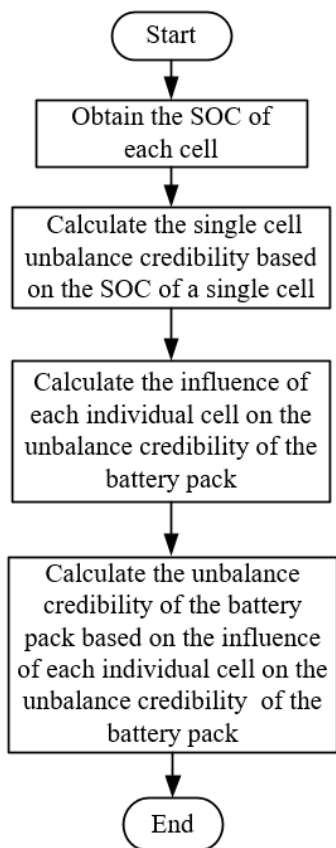 Start
Obtain the SOC of
each cell
Calculate the single cell
unbalance credibility based
on the SOC of a single cell
Calculate the influence of
each individual cell on the
unbalance credibility of the
battery pack
Calculate the unbalance
credibility of the battery
pack based on the influence
of each individual cell on the
unbalance credibility of the
battery pack
End